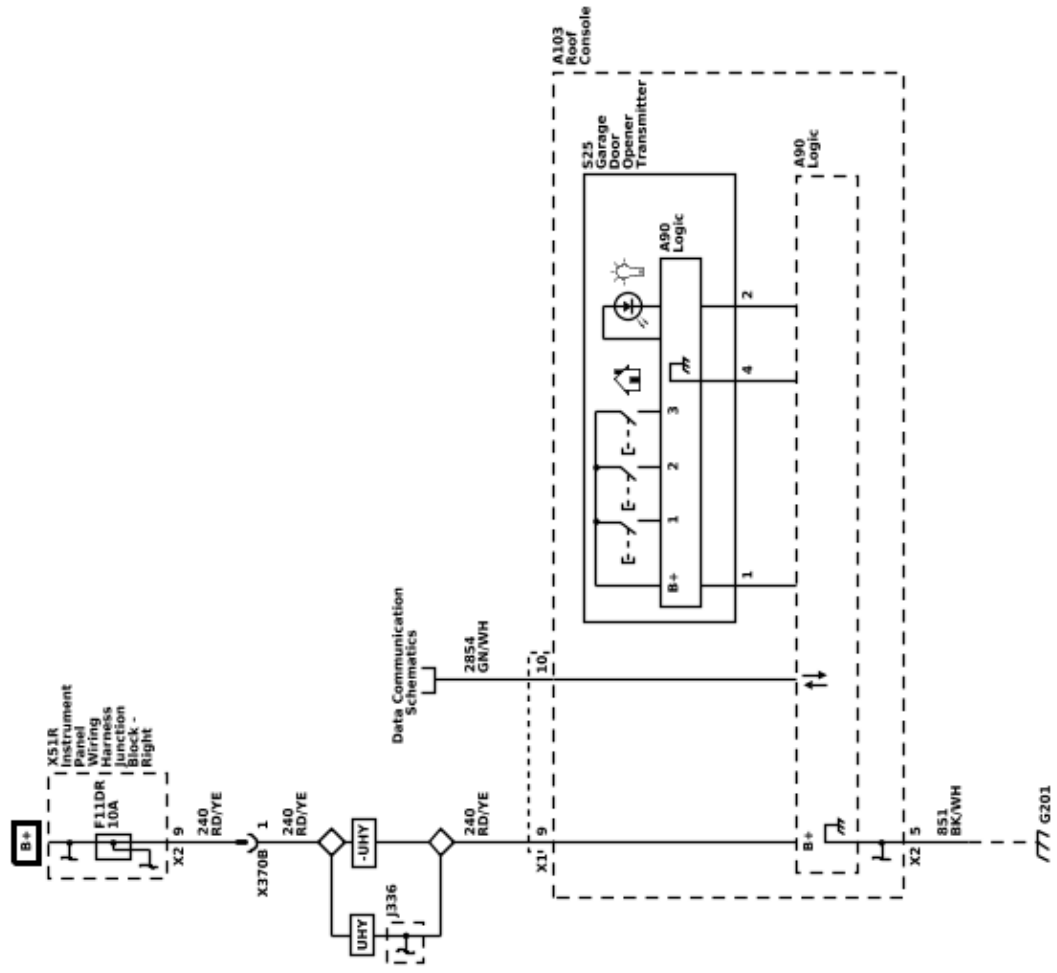 B+
X51R
Instrument
Panel
Wiring
Harness
Junction
Block –
Right
F11DR
10A
X2 9
240
RD/YE
X370B 1
240
RD/YE
UHY
-UHY
J336
240
RD/YE
Data Communication
Schematics
2854
GN/WH
X1 9
10
A103
Roof
Console
S25
Garage
Door
Opener
Transmitter
A90
Logic
B+ 1 2 3
1 4 2
A90
Logic
B+
X2 5
851
BK/WH
G201